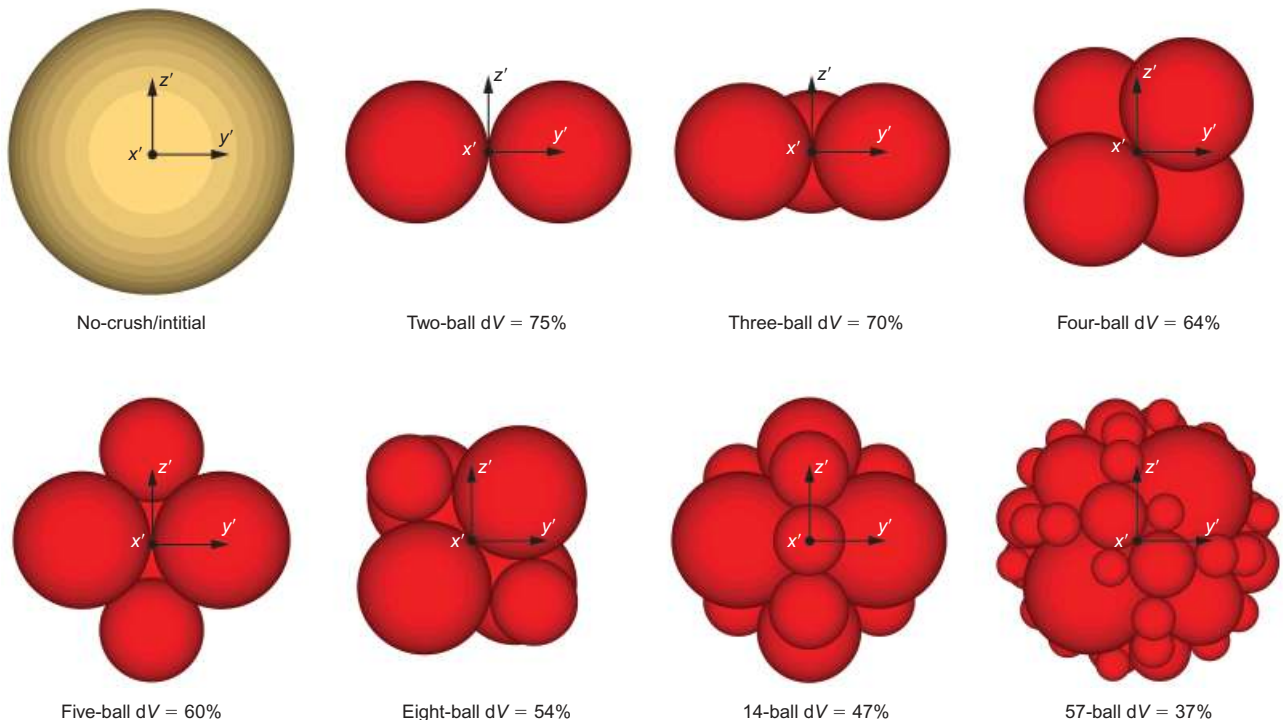 z′
y′
x′
No-crush/intitial
z′
y′
x′
Two-ball dV = 75%
z′
y′
x′
Three-ball dV = 70%
z′
y′
x′
Four-ball dV = 64%
z′
y′
x′
Five-ball dV = 60%
z′
y′
x′
Eight-ball dV = 54%
z′
y′
x′
14-ball dV = 47%
z′
y′
x′
57-ball dV = 37%